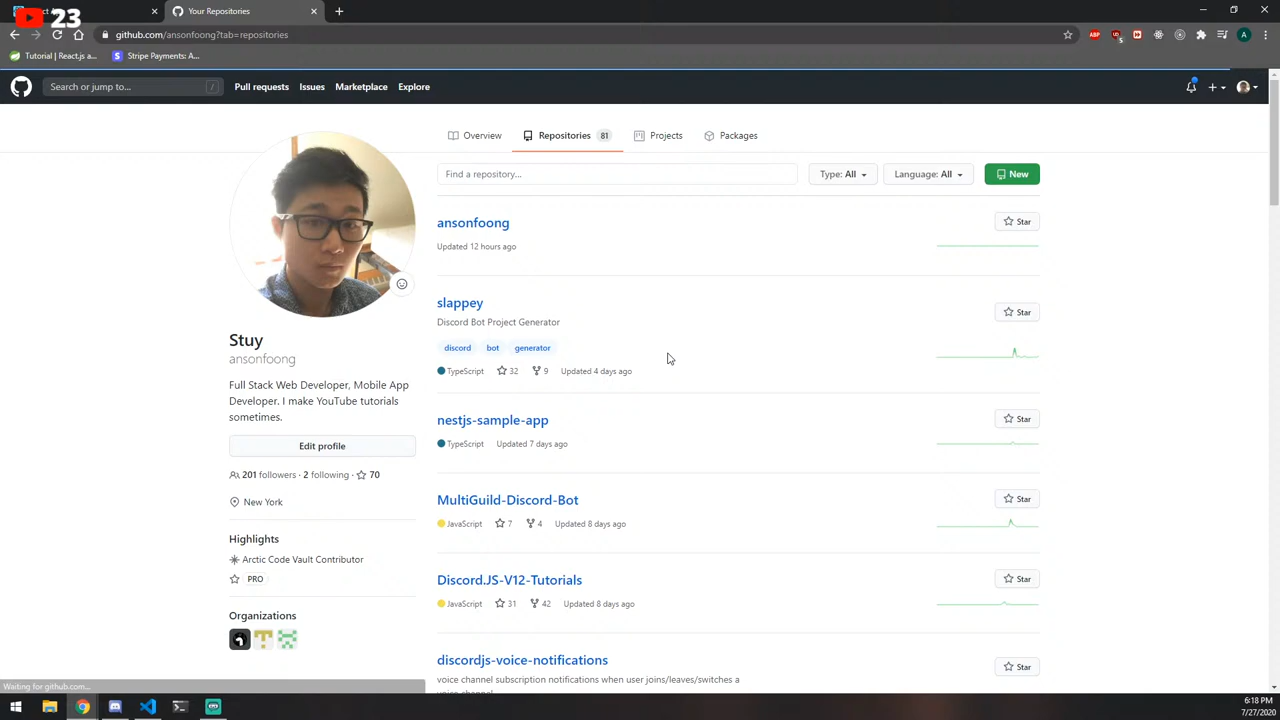 23
Your Repositories
github.com/ansonfoong?tab=repositories
Tutorial | React.js a...
Stripe Payments: A...
Search or jump to...
/
Pull requests
Issues
Marketplace
Explore
Overview
Repositories 81
Projects
Packages
Find a repository...
Type: All
Language: All
New
ansonfoong
Star
Updated 12 hours ago
slappey
Star
Discord Bot Project Generator
discord bot generator
TypeScript 32 9 Updated 4 days ago
nestjs-sample-app
Star
TypeScript Updated 7 days ago
MultiGuild-Discord-Bot
Star
JavaScript 7 4 Updated 8 days ago
Discord.JS-V12-Tutorials
Star
JavaScript 31 42 Updated 8 days ago
discordjs-voice-notifications
Star
voice channel subscription notifications when user joins/leaves/switches a
voice channel
Stuy
ansonfoong
Full Stack Web Developer, Mobile App
Developer. I make YouTube tutorials
sometimes.
Edit profile
201 followers · 2 following · 70
New York
Highlights
Arctic Code Vault Contributor
PRO
Organizations
Waiting for github.com...
6:18 PM
7/27/2020